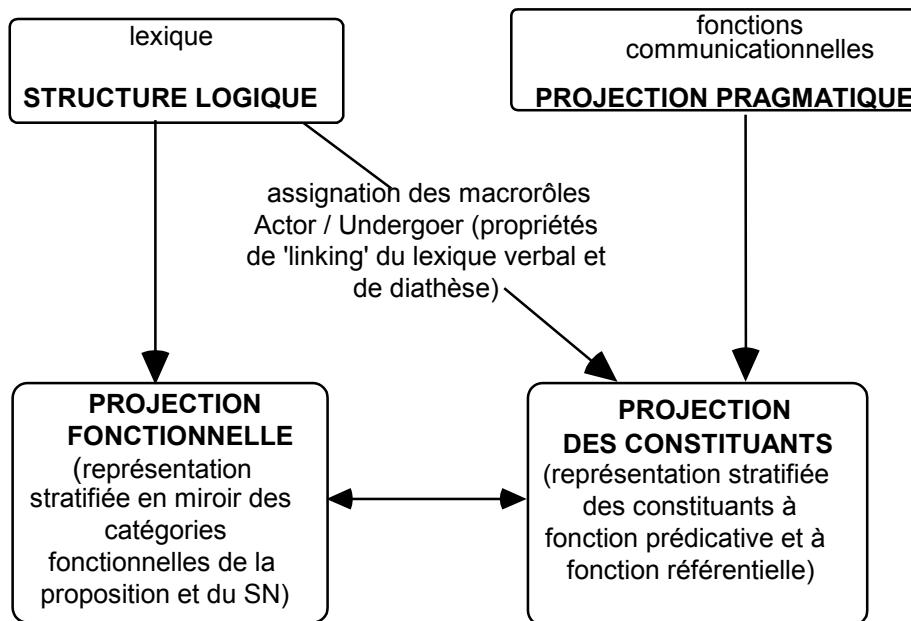 lexique
STRUCTURE LOGIQUE
fonctions
communicationnelles
PROJECTION PRAGMATIQUE
assignation des macrorôles
Actor / Undergoer (propriétés
de 'linking' du lexique verbal et
de diathèse)
PROJECTION
FONCTIONNELLE
(représentation
stratifiée en miroir des
catégories
fonctionnelles de la
proposition et du SN)
PROJECTION
DES CONSTITUANTS
(représentation stratifiée
des constituants à
fonction prédicative et à
fonction référentielle)